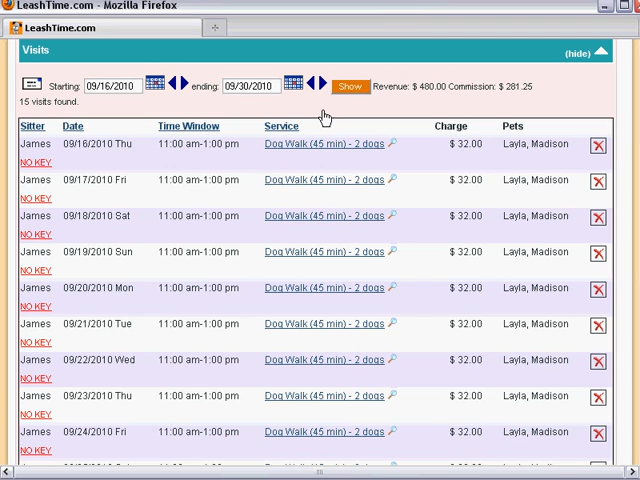 LeashTime.com - Mozilla Firefox
LeashTime.com
Visits
(hide)
Starting: 09/16/2010 ending: 09/30/2010 Show Revenue: $ 480.00 Commission: $ 281.25
15 visits found.
Sitter Date Time Window Service Charge Pets
James 09/16/2010 Thu 11:00 am-1:00 pm Dog Walk (45 min) - 2 dogs $ 32.00 Layla, Madison
NO KEY
James 09/17/2010 Fri 11:00 am-1:00 pm Dog Walk (45 min) - 2 dogs $ 32.00 Layla, Madison
NO KEY
James 09/18/2010 Sat 11:00 am-1:00 pm Dog Walk (45 min) - 2 dogs $ 32.00 Layla, Madison
NO KEY
James 09/19/2010 Sun 11:00 am-1:00 pm Dog Walk (45 min) - 2 dogs $ 32.00 Layla, Madison
NO KEY
James 09/20/2010 Mon 11:00 am-1:00 pm Dog Walk (45 min) - 2 dogs $ 32.00 Layla, Madison
NO KEY
James 09/21/2010 Tue 11:00 am-1:00 pm Dog Walk (45 min) - 2 dogs $ 32.00 Layla, Madison
NO KEY
James 09/22/2010 Wed 11:00 am-1:00 pm Dog Walk (45 min) - 2 dogs $ 32.00 Layla, Madison
NO KEY
James 09/23/2010 Thu 11:00 am-1:00 pm Dog Walk (45 min) - 2 dogs $ 32.00 Layla, Madison
NO KEY
James 09/24/2010 Fri 11:00 am-1:00 pm Dog Walk (45 min) - 2 dogs $ 32.00 Layla, Madison
NO KEY